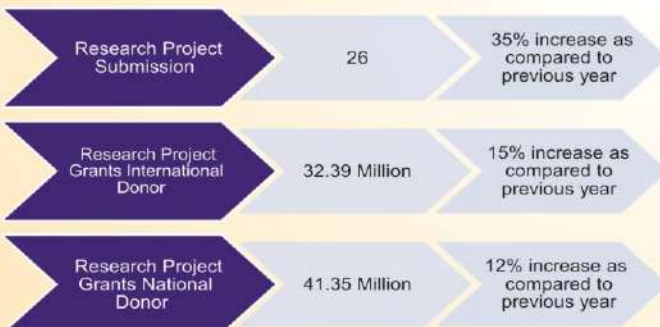 Research Project
Submission
26
35% increase as
compared to
previous year
Research Project
Grants International
Donor
32.39 Million
15% increase as
compared to
previous year
Research Project
Grants National
Donor
41.35 Million
12% increase as
compared to
previous year